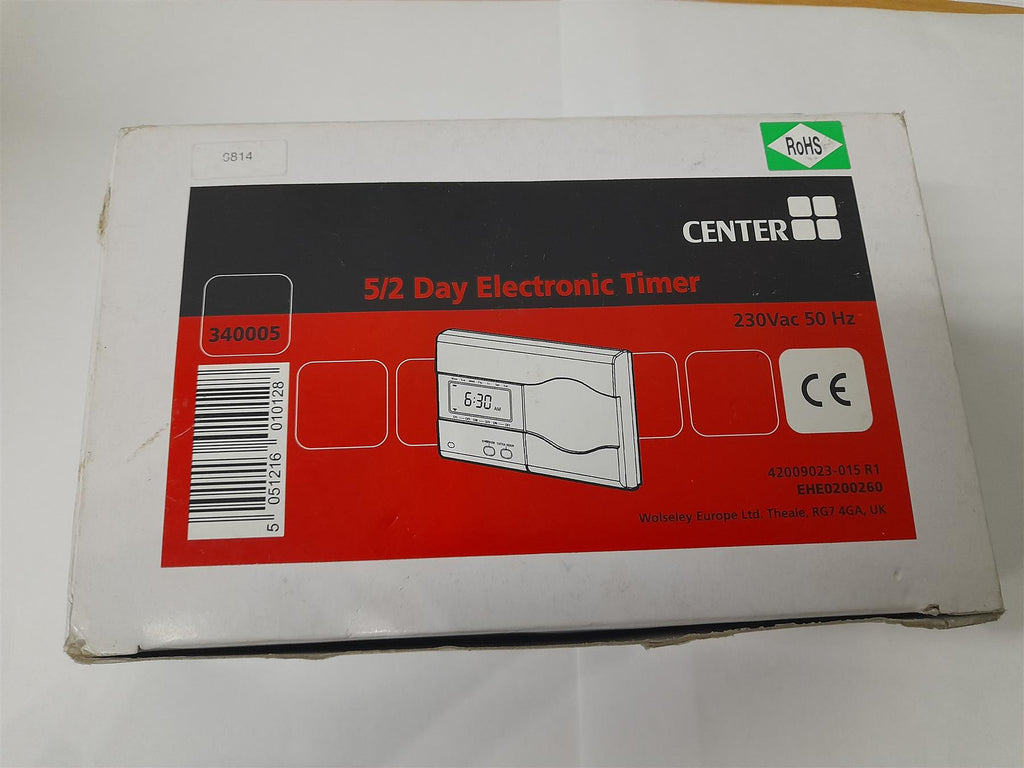 S814
RoHS
CENTER
5/2 Day Electronic Timer
340005
230Vac 50 Hz
5 051216 010128
6:30 AM
CE
42009023-015 R1
EHE0200260
Wolseley Europe Ltd. Theale, RG7 4GA, UK